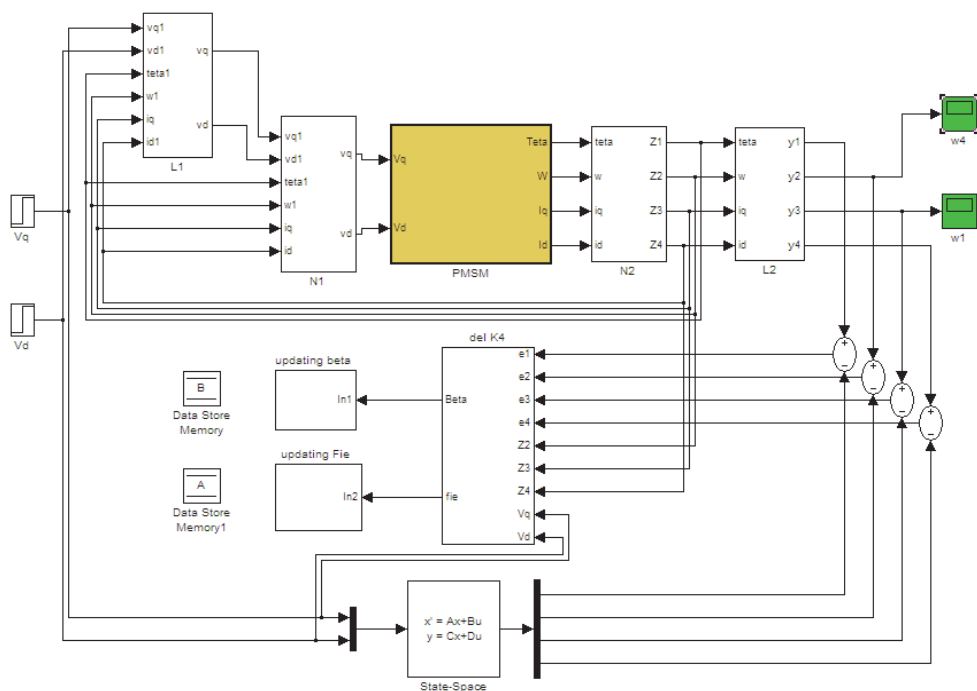 vq1
vd1
teta1
w1
iq
id1
vq
vd
L1
vq1
vd1
teta1
w1
iq
id
vq
vd
N1
Vq
Vd
Teta
W
Iq
Id
PMSM
teta
w
iq
id
Z1
Z2
Z3
Z4
N2
teta
w
iq
id
y1
y2
y3
y4
L2
w4
w1
Vq
Vd
del K4
e1
e2
e3
e4
Z2
Z3
Z4
Vq
Vd
Beta
fie
updating beta
In1
updating Fie
In2
B
Data Store
Memory
A
Data Store
Memory1
+
−
+
−
+
−
+
−
x' = Ax+Bu
y = Cx+Du
State-Space